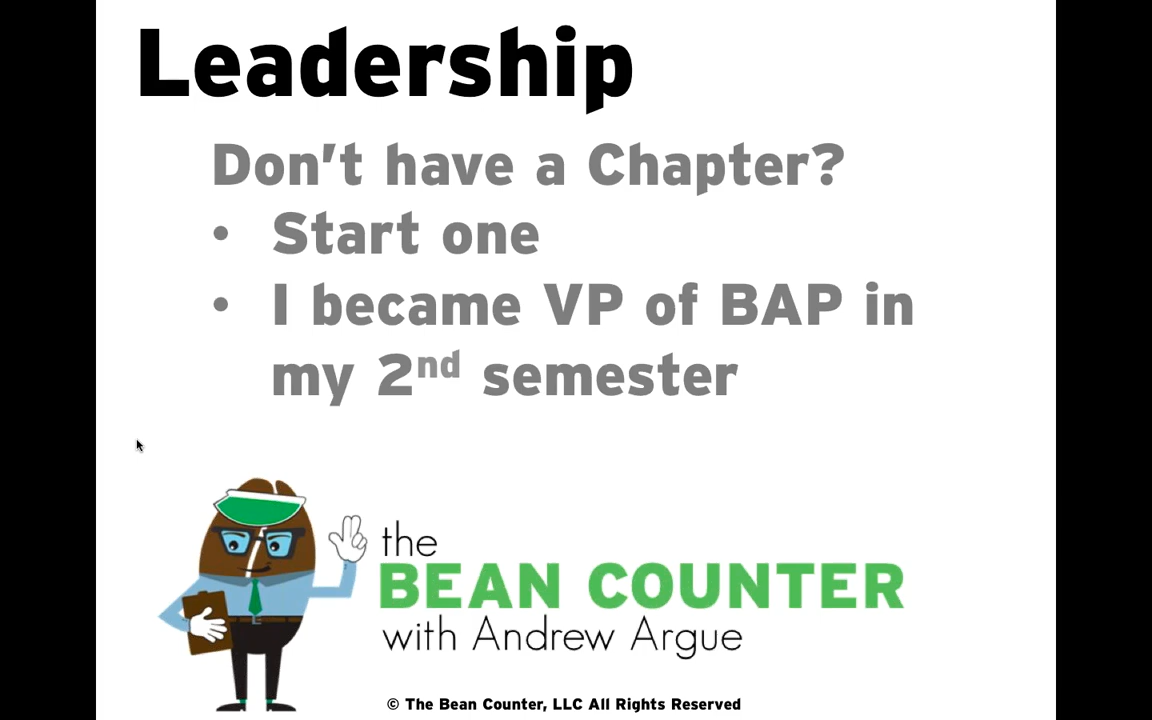 Leadership
Don't have a Chapter?
• Start one
• I became VP of BAP in
my 2nd semester
the
BEAN COUNTER
with Andrew Argue
© The Bean Counter, LLC All Rights Reserved